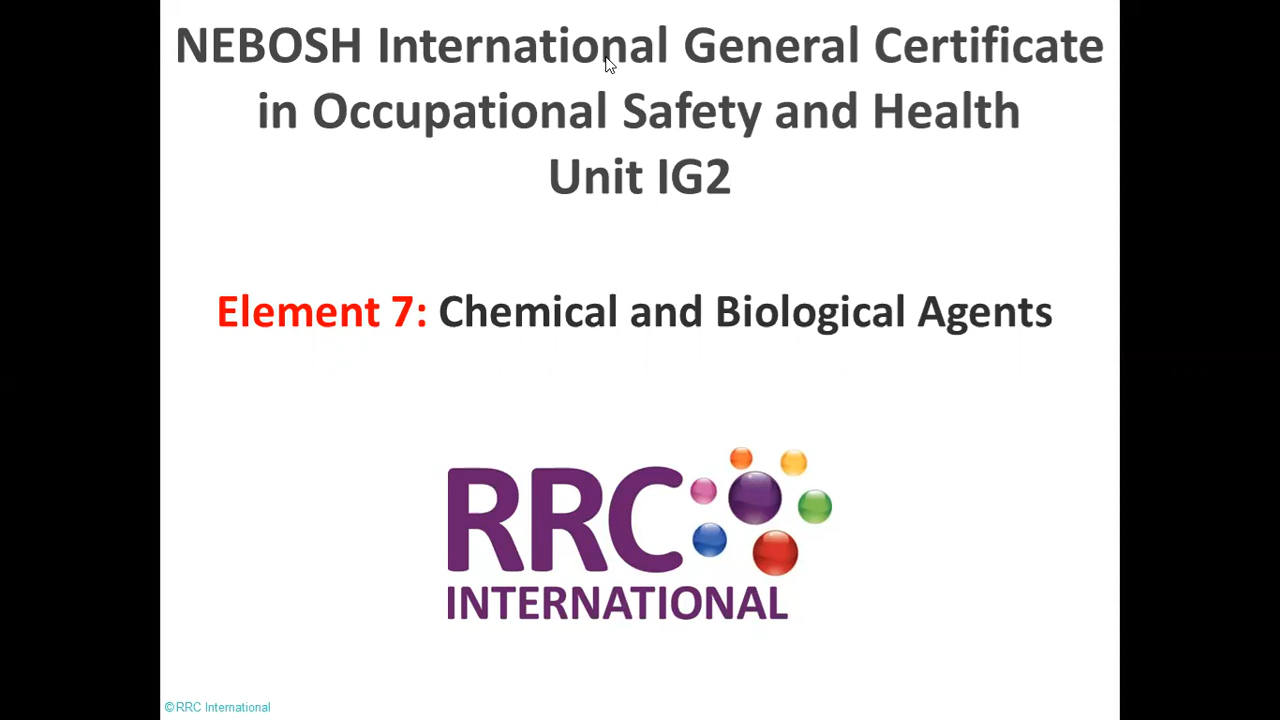 NEBOSH International General Certificate
in Occupational Safety and Health
Unit IG2
Element 7: Chemical and Biological Agents
RRC
INTERNATIONAL
©RRC International